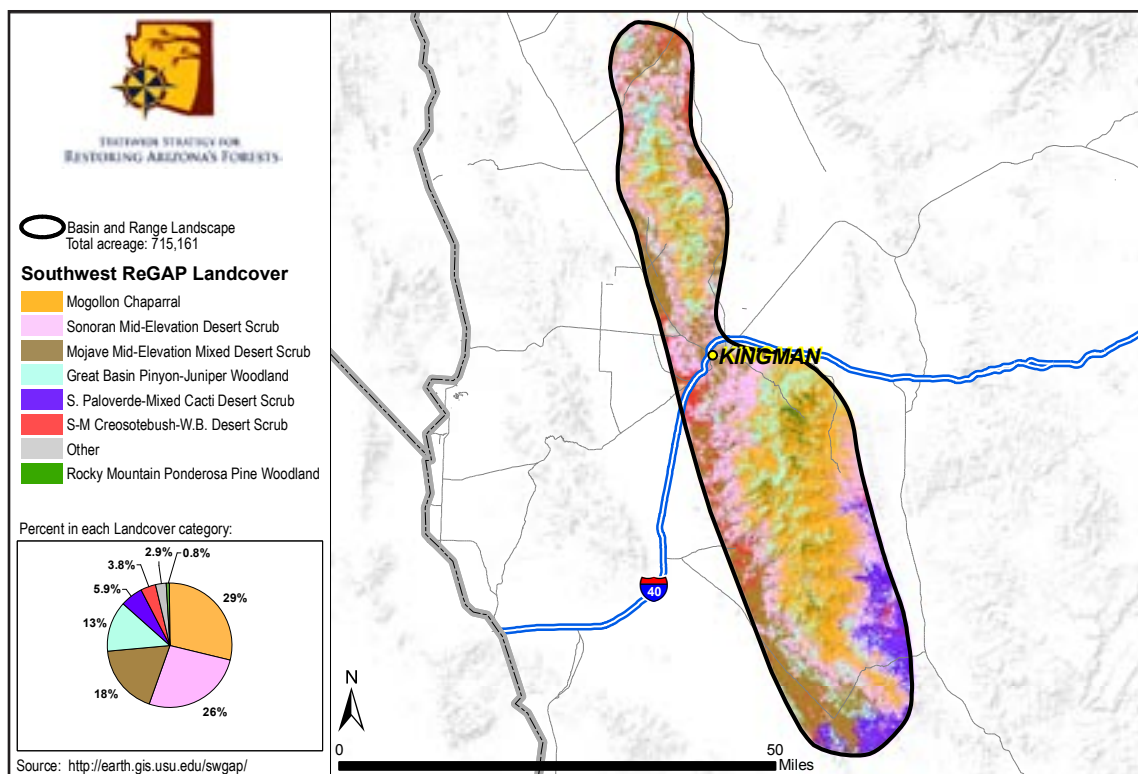 STATEWIDE STRATEGY FOR
RESTORING ARIZONA'S FORESTS
Basin and Range Landscape
Total acreage: 715,161
Southwest ReGAP Landcover
Mogollon Chaparral
Sonoran Mid-Elevation Desert Scrub
Mojave Mid-Elevation Mixed Desert Scrub
Great Basin Pinyon-Juniper Woodland
S. Paloverde-Mixed Cacti Desert Scrub
S-M Creosotebush-W.B. Desert Scrub
Other
Rocky Mountain Ponderosa Pine Woodland
Percent in each Landcover category:
2.9%
0.8%
3.8%
5.9%
29%
13%
18%
26%
Source: http://earth.gis.usu.edu/swgap/
KINGMAN
40
N
0
50
Miles